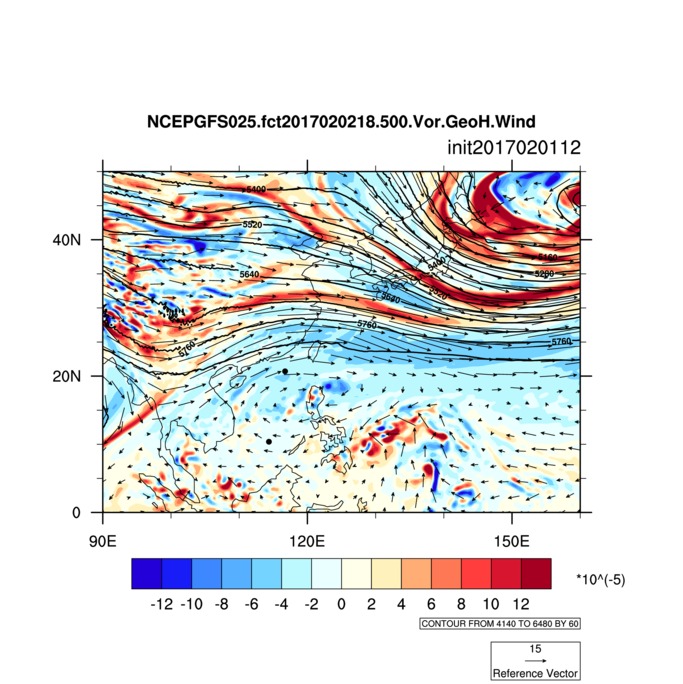 NCEPGFS025.fct2017020218.500.Vor.GeoH.Wind
init2017020112
5400
5520
5640
5760
5760
5640
5520
5400
5160
5280
5760
40N
20N
0
90E 120E 150E
-12 -10 -8 -6 -4 -2 0 2 4 6 8 10 12
*10^(-5)
CONTOUR FROM 4140 TO 6480 BY 60
15
Reference Vector